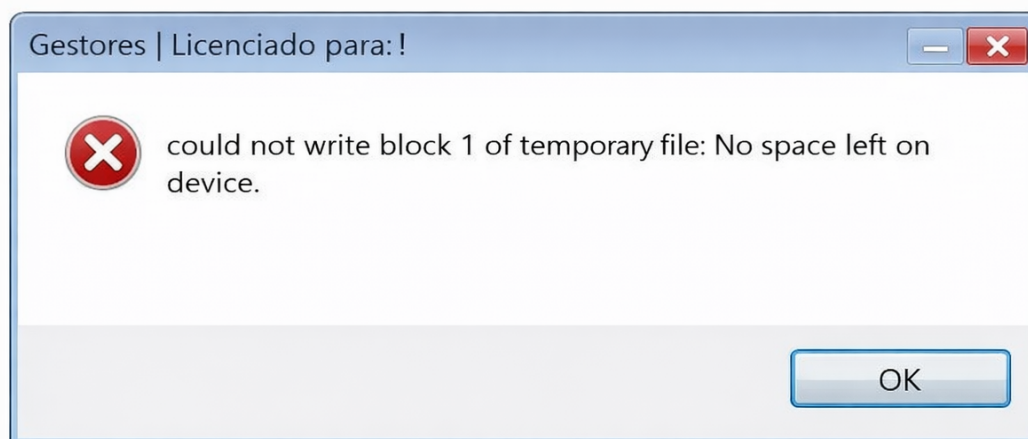 Gestores | Licenciado para: !
could not write block 1 of temporary file: No space left on
device.
OK